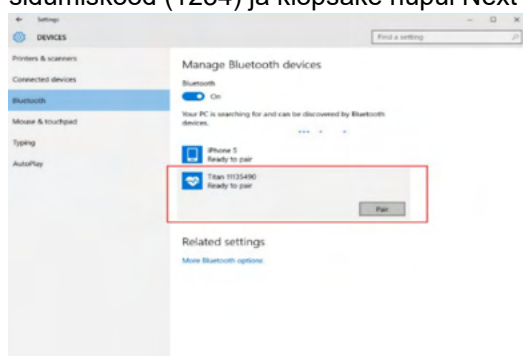 sidumiskood (1234) ja klõpsake nupul Next
Settings
DEVICES
Find a setting
Printers & scanners
Connected devices
Bluetooth
Mouse & touchpad
Typing
AutoPlay
Manage Bluetooth devices
Bluetooth
On
Your PC is searching for and can be discovered by Bluetooth
devices.
iPhone 5
Ready to pair
Titan 11135490
Ready to pair
Pair
Related settings
More Bluetooth options